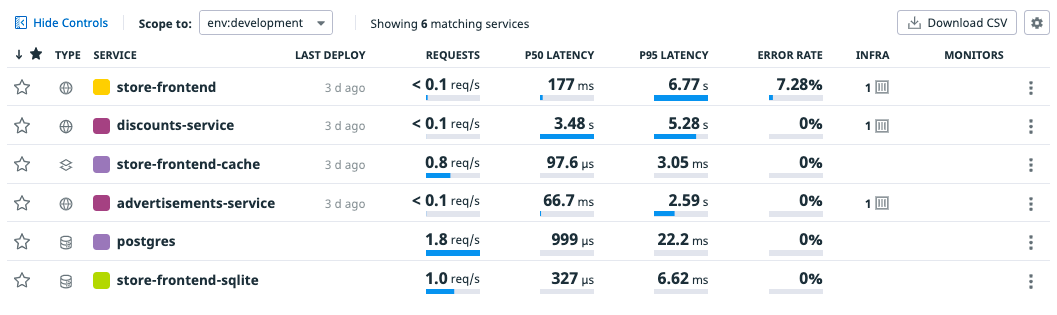 Hide Controls Scope to: env:development Showing 6 matching services Download CSV
TYPE SERVICE LAST DEPLOY REQUESTS P50 LATENCY P95 LATENCY ERROR RATE INFRA MONITORS
store-frontend 3 d ago < 0.1 req/s 177 ms 6.77 s 7.28% 1
discounts-service 3 d ago < 0.1 req/s 3.48 s 5.28 s 0% 1
store-frontend-cache 3 d ago 0.8 req/s 97.6 µs 3.05 ms 0%
advertisements-service 3 d ago < 0.1 req/s 66.7 ms 2.59 s 0% 1
postgres 1.8 req/s 999 µs 22.2 ms 0%
store-frontend-sqlite 1.0 req/s 327 µs 6.62 ms 0%